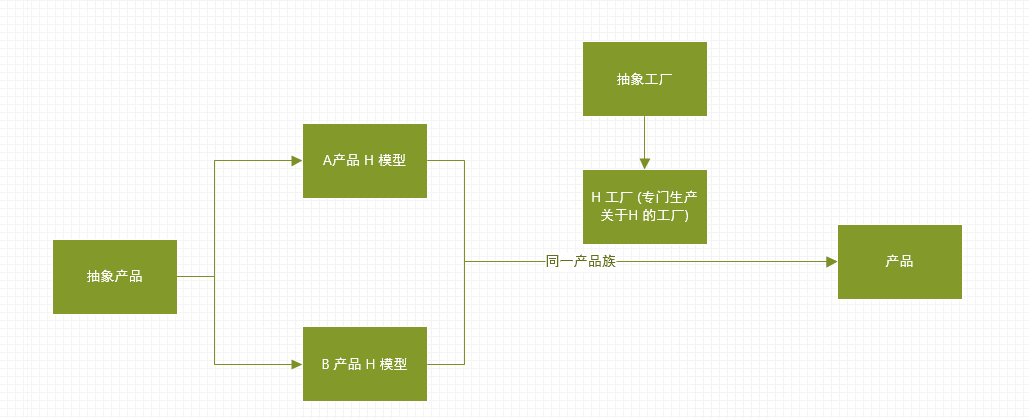 抽象工厂
A产品 H 模型
H 工厂 (专门生产
关于H 的工厂)
抽象产品
同一产品族
产品
B 产品 H 模型